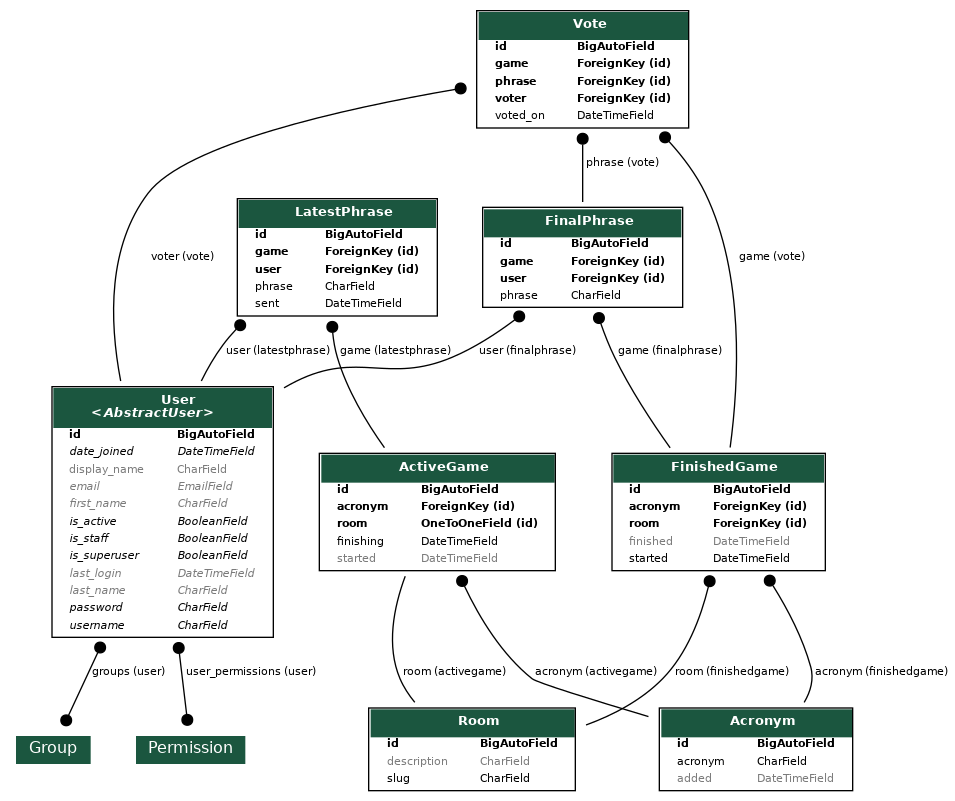 Vote
id BigAutoField
game ForeignKey (id)
phrase ForeignKey (id)
voter ForeignKey (id)
voted_on DateTimeField
phrase (vote)
voter (vote)
game (vote)
LatestPhrase
id BigAutoField
game ForeignKey (id)
user ForeignKey (id)
phrase CharField
sent DateTimeField
FinalPhrase
id BigAutoField
game ForeignKey (id)
user ForeignKey (id)
phrase CharField
user (latestphrase)
game (latestphrase)
user (finalphrase)
game (finalphrase)
User
<AbstractUser>
id BigAutoField
date_joined DateTimeField
display_name CharField
email EmailField
first_name CharField
is_active BooleanField
is_staff BooleanField
is_superuser BooleanField
last_login DateTimeField
last_name CharField
password CharField
username CharField
ActiveGame
id BigAutoField
acronym ForeignKey (id)
room OneToOneField (id)
finishing DateTimeField
started DateTimeField
FinishedGame
id BigAutoField
acronym ForeignKey (id)
room ForeignKey (id)
finished DateTimeField
started DateTimeField
groups (user)
user_permissions (user)
room (activegame)
acronym (activegame)
room (finishedgame)
acronym (finishedgame)
Group
Permission
Room
id BigAutoField
description CharField
slug CharField
Acronym
id BigAutoField
acronym CharField
added DateTimeField